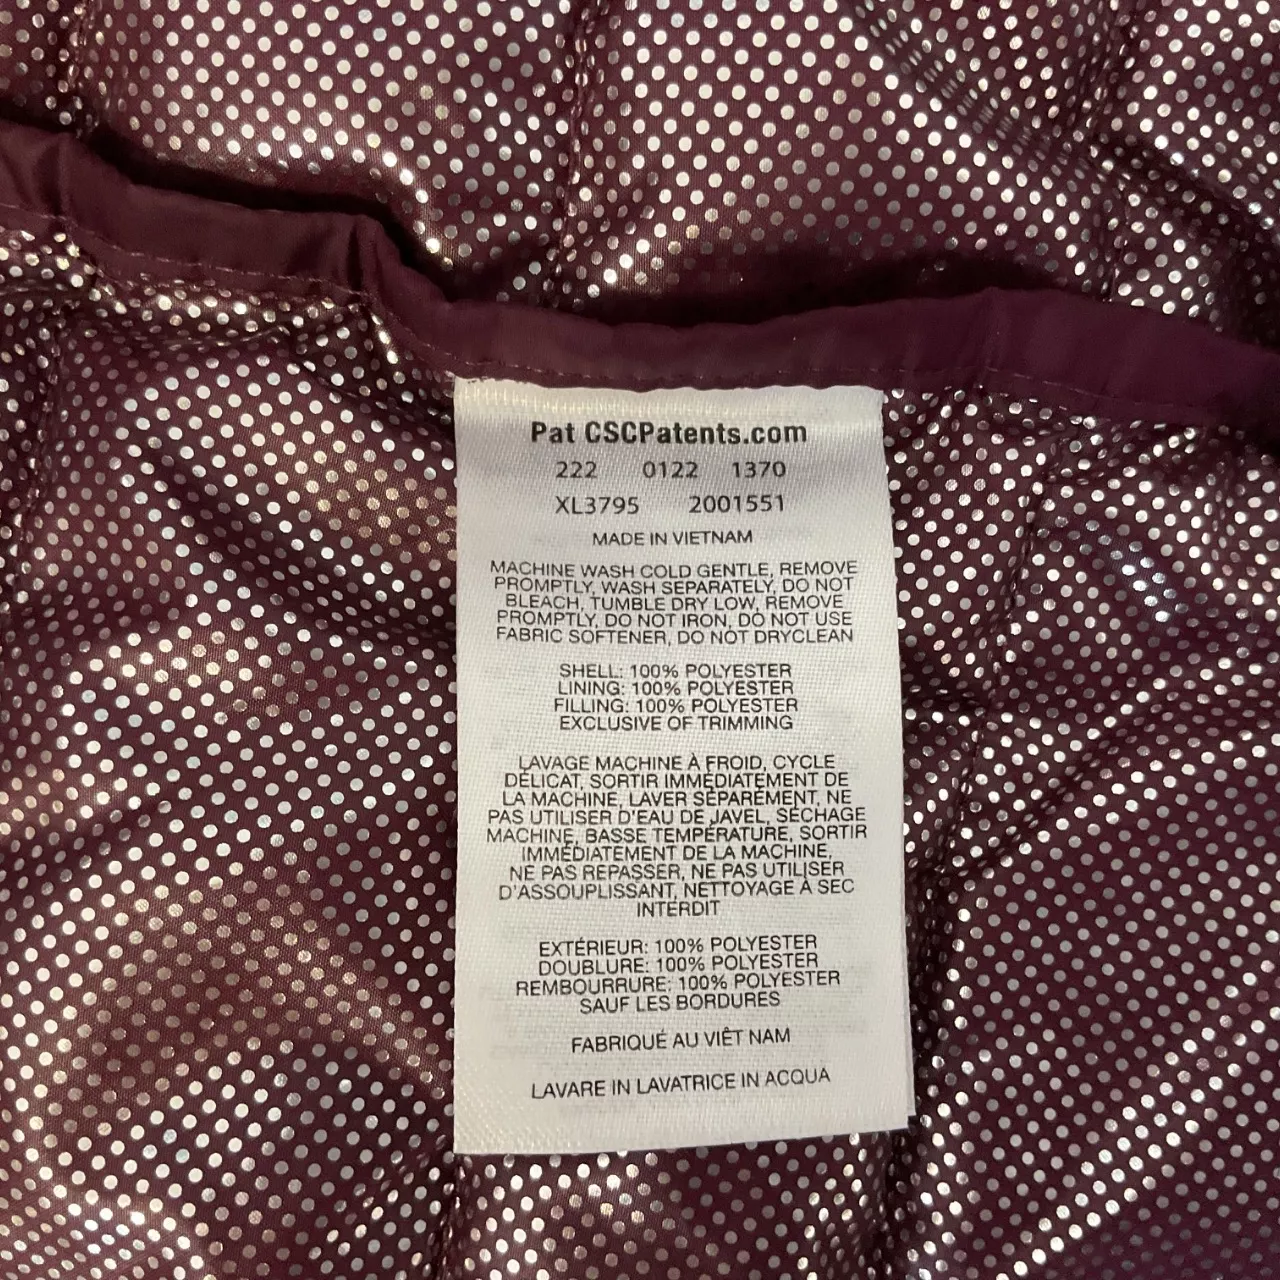 Pat CSCPatents.com
222 0122 1370
XL3795 2001551
MADE IN VIETNAM
MACHINE WASH COLD GENTLE, REMOVE
PROMPTLY, WASH SEPARATELY, DO NOT
BLEACH, TUMBLE DRY LOW, REMOVE
PROMPTLY, DO NOT IRON, DO NOT USE
FABRIC SOFTENER, DO NOT DRYCLEAN
SHELL: 100% POLYESTER
LINING: 100% POLYESTER
FILLING: 100% POLYESTER
EXCLUSIVE OF TRIMMING
LAVAGE MACHINE À FROID, CYCLE
DÉLICAT, SORTIR IMMÉDIATEMENT DE
LA MACHINE, LAVER SÉPARÉMENT, NE
PAS UTILISER D'EAU DE JAVEL, SÉCHAGE
MACHINE, BASSE TEMPÉRATURE, SORTIR
IMMÉDIATEMENT DE LA MACHINE,
NE PAS REPASSER, NE PAS UTILISER
D'ASSOUPLISSANT, NETTOYAGE À SEC
INTERDIT
EXTÉRIEUR: 100% POLYESTER
DOUBLURE: 100% POLYESTER
REMBOURRURE: 100% POLYESTER
SAUF LES BORDURES
FABRIQUÉ AU VIÊT NAM
LAVARE IN LAVATRICE IN ACQUA